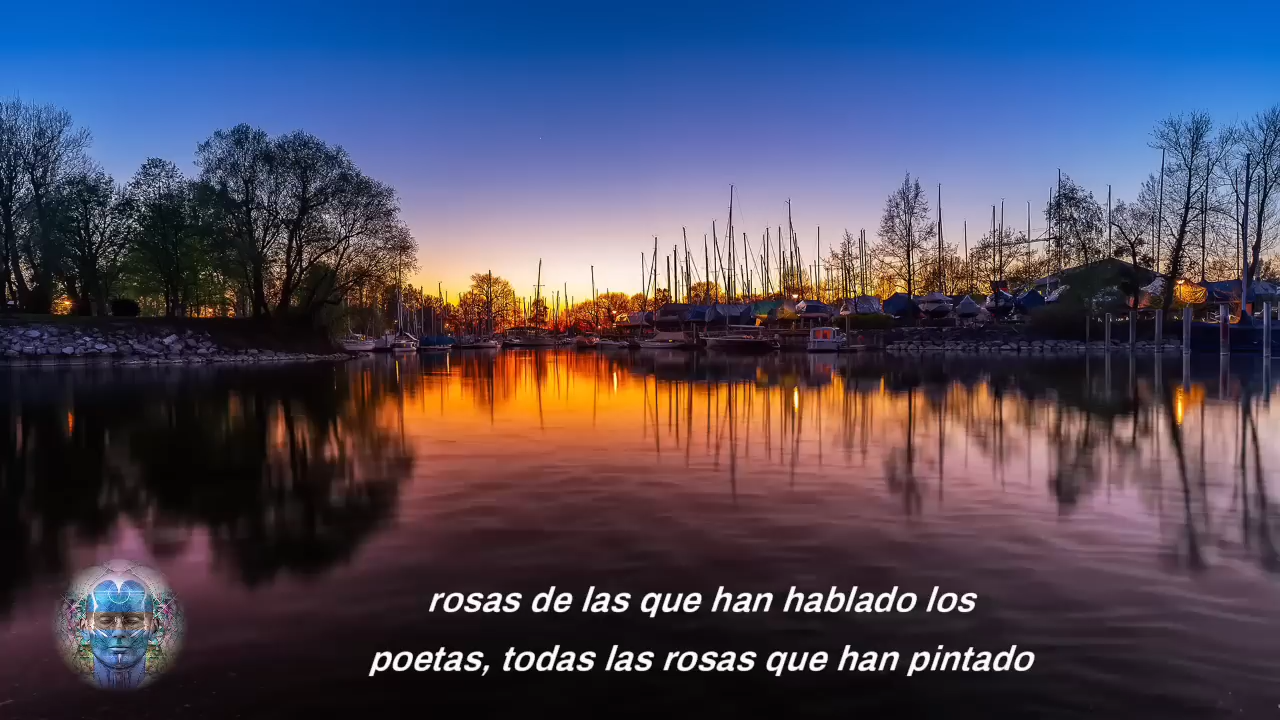 rosas de las que han hablado los
poetas, todas las rosas que han pintado